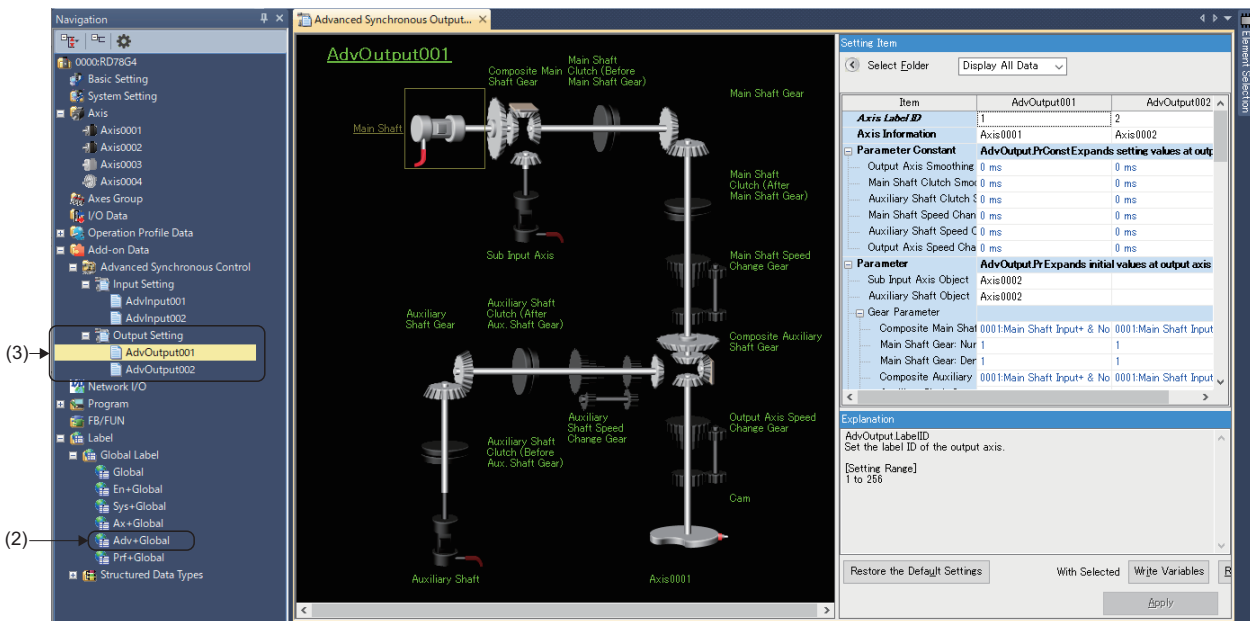 Navigation
0000:RD78G4
Basic Setting
System Setting
Axis
Axis0001
Axis0002
Axis0003
Axis0004
Axes Group
I/O Data
Operation Profile Data
Add-on Data
Advanced Synchronous Control
Input Setting
AdvInput001
AdvInput002
Output Setting
(3)
AdvOutput001
AdvOutput002
Network I/O
Program
FB/FUN
Label
Global Label
Global
En+Global
Sys+Global
Ax+Global
(2)
Adv+Global
Prf+Global
Structured Data Types
Advanced Synchronous Output...
AdvOutput001
Main Shaft
Composite Main
Shaft Gear
Main Shaft
Clutch (Before
Main Shaft Gear)
Main Shaft Gear
Main Shaft
Clutch (After
Main Shaft Gear)
Sub Input Axis
Main Shaft Speed
Change Gear
Auxiliary
Shaft Gear
Auxiliary Shaft
Clutch (After
Aux. Shaft Gear)
Composite Auxiliary
Shaft Gear
Auxiliary
Shaft Speed
Change Gear
Output Axis Speed
Change Gear
Auxiliary Shaft
Clutch (Before
Aux. Shaft Gear)
Cam
Auxiliary Shaft
Axis0001
Setting Item
Select Folder Display All Data
Item AdvOutput001 AdvOutput002
Axis Label ID 1 2
Axis Information Axis0001 Axis0002
Parameter Constant AdvOutput.PrConst:Expands setting values at outp
Output Axis Smoothing 0 ms 0 ms
Main Shaft Clutch Smoo 0 ms 0 ms
Auxiliary Shaft Clutch S 0 ms 0 ms
Main Shaft Speed Chan 0 ms 0 ms
Auxiliary Shaft Speed C 0 ms 0 ms
Output Axis Speed Cha 0 ms 0 ms
Parameter AdvOutput.Pr:Expands initial values at output axis
Sub Input Axis Object Axis0002
Auxiliary Shaft Object Axis0002
Gear Parameter
Composite Main Shaf 0001:Main Shaft Input+ & No 0001:Main Shaft Input
Main Shaft Gear: Nur 1 1
Main Shaft Gear: Der 1 1
Composite Auxiliary 0001:Main Shaft Input+ & No 0001:Main Shaft Input
Explanation
AdvOutput.LabelID
Set the label ID of the output axis.
[Setting Range]
1 to 256
Restore the Default Settings With Selected Write Variables R
Apply
Element Selection